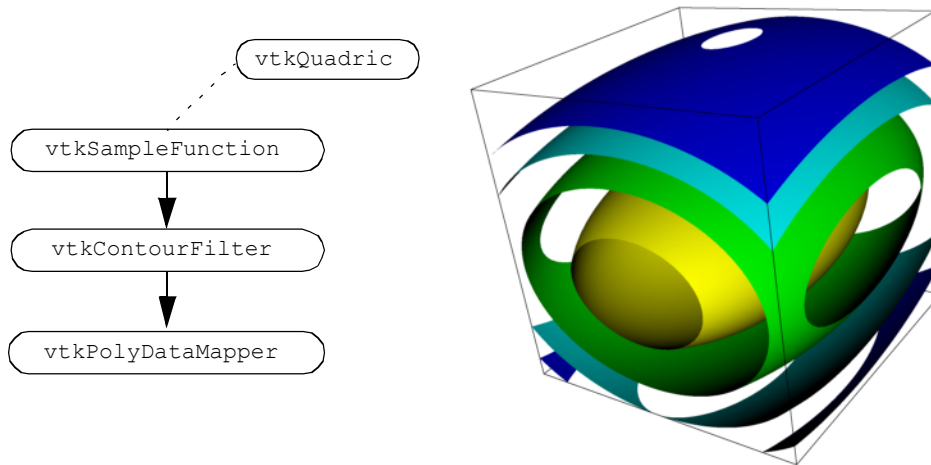 vtkQuadric
vtkSampleFunction
vtkContourFilter
vtkPolyDataMapper